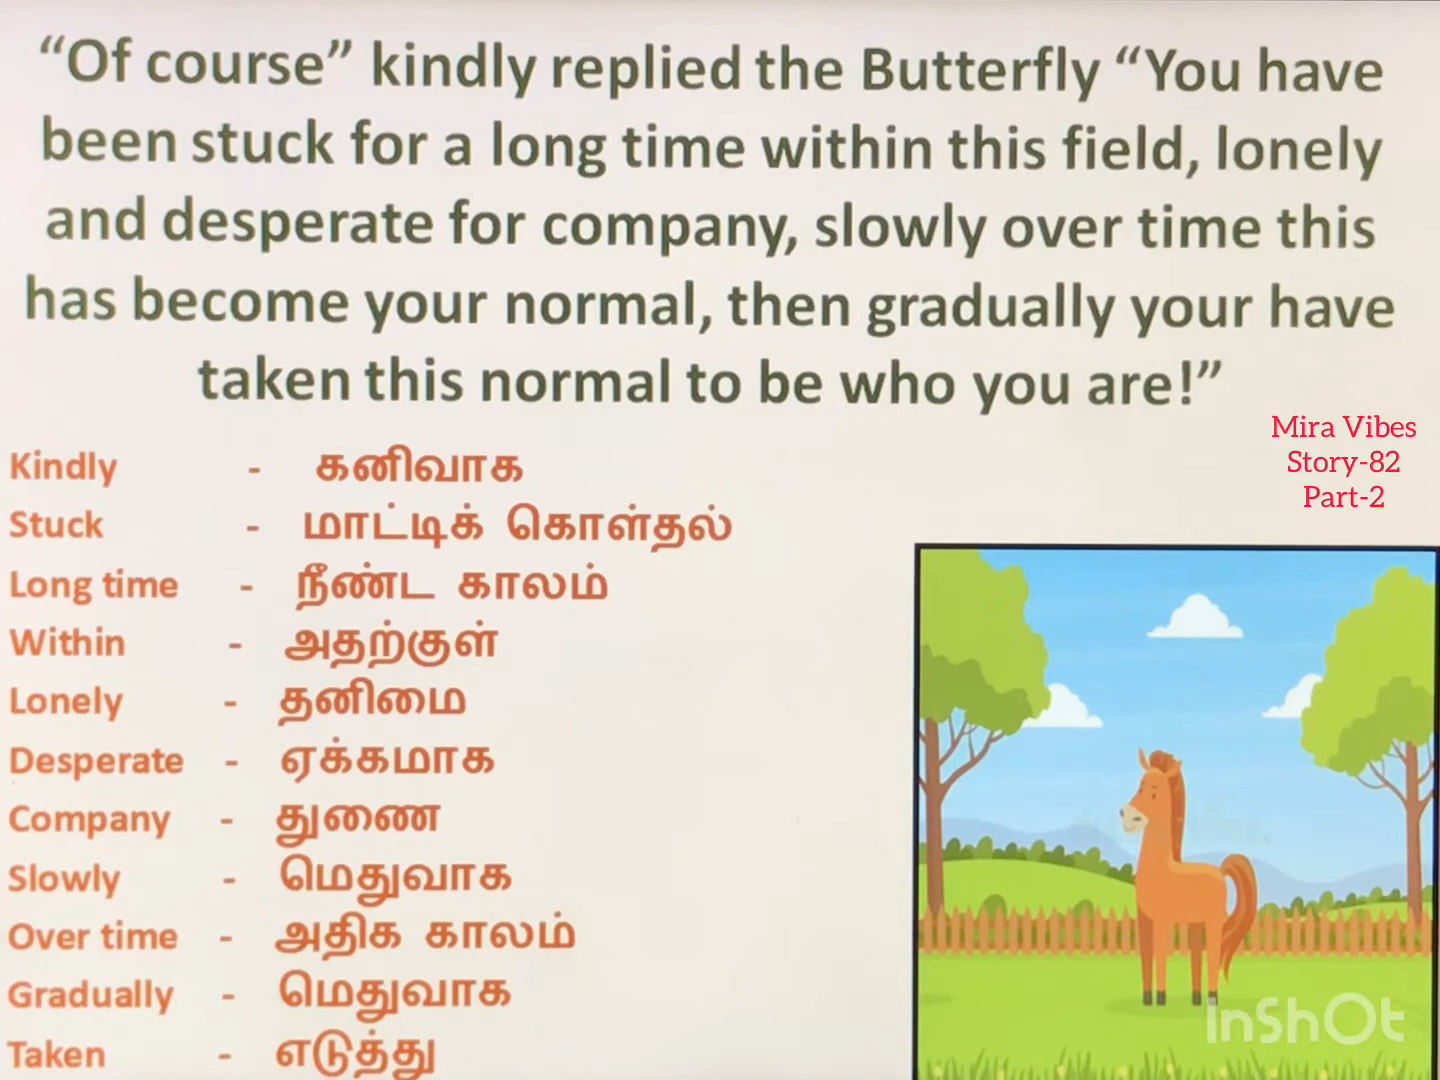 “Of course” kindly replied the Butterfly “You have
been stuck for a long time within this field, lonely
and desperate for company, slowly over time this
has become your normal, then gradually your have
taken this normal to be who you are!”
Mira Vibes
Story-82
Part-2
Kindly - கனிவாக
Stuck - மாட்டிக் கொள்தல்
Long time - நீண்ட காலம்
Within - அதற்குள்
Lonely - தனிமை
Desperate - ஏக்கமாக
Company - துணை
Slowly - மெதுவாக
Over time - அதிக காலம்
Gradually - மெதுவாக
Taken - எடுத்து
InShOt